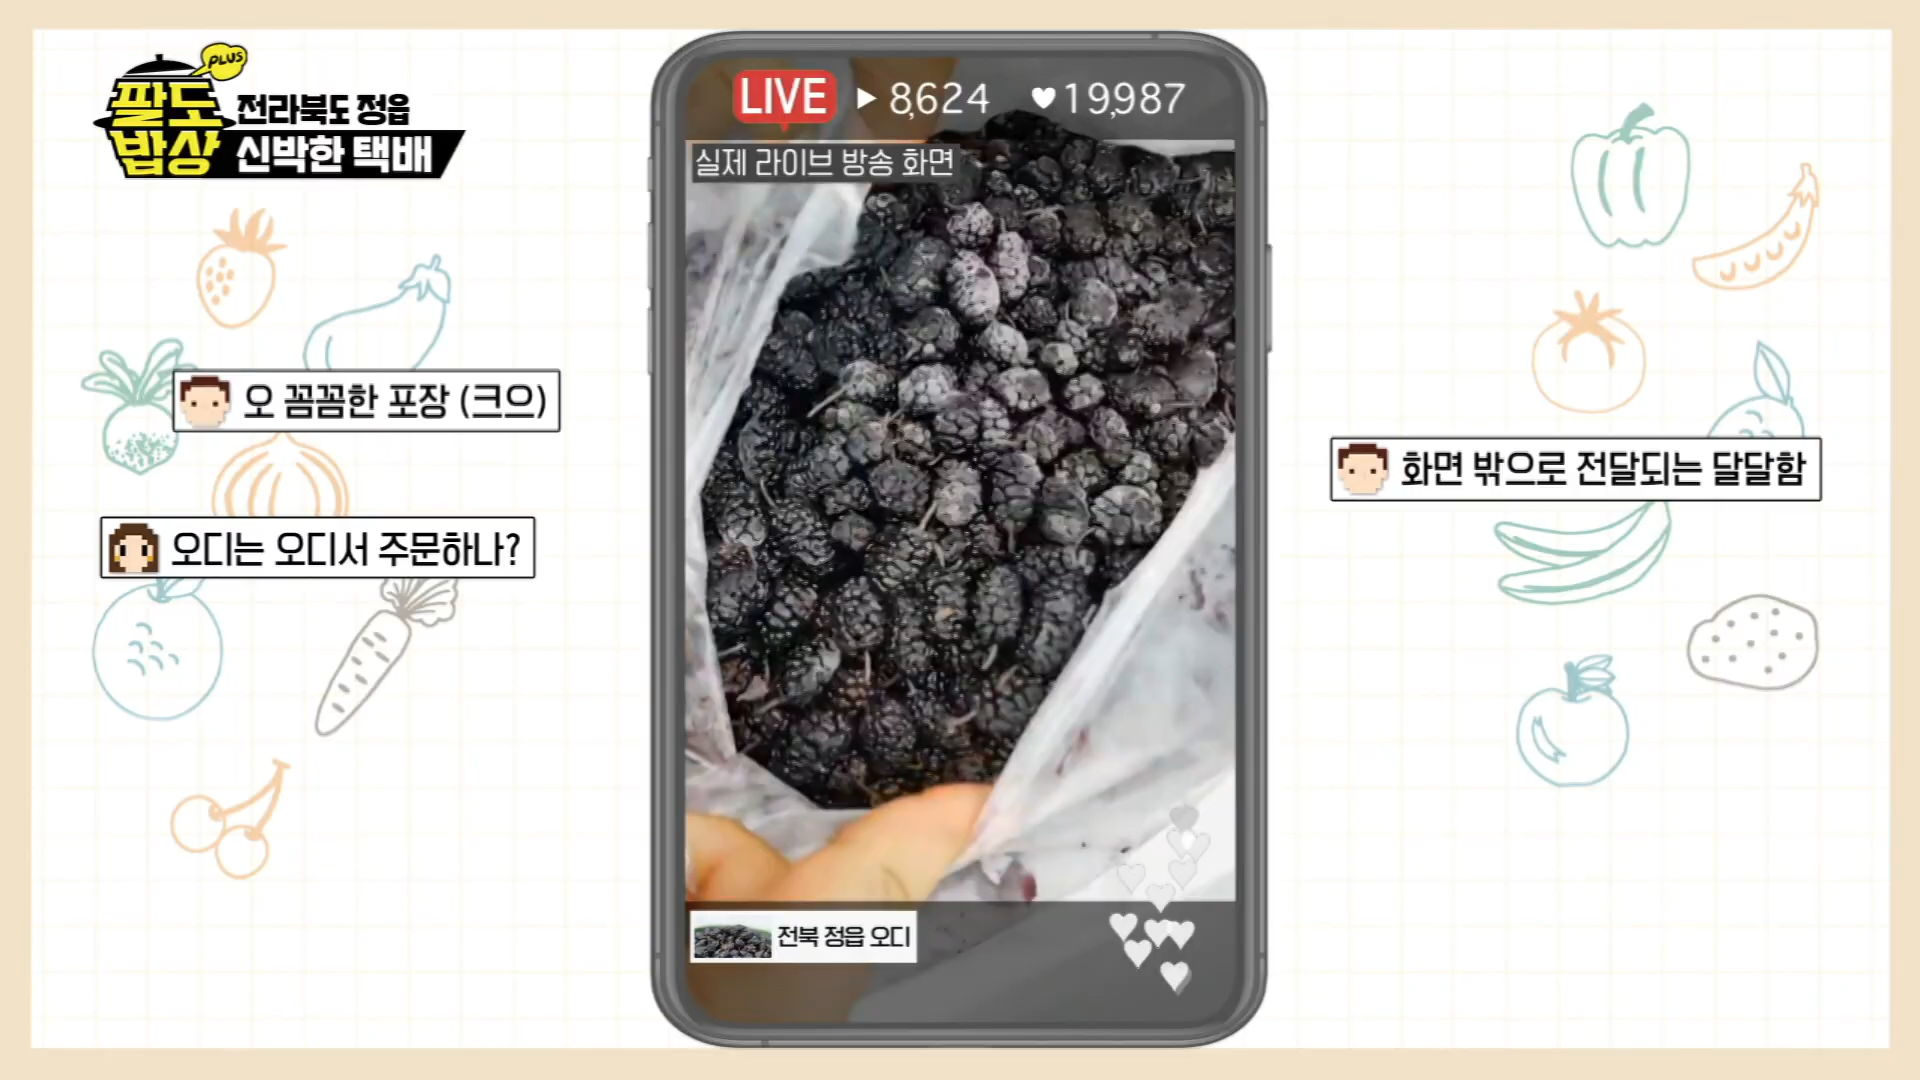 PLUS
팔도
밥상
전라북도 정읍
신박한 택배
LIVE ▶ 8,624 ♥ 19,987
실제 라이브 방송 화면
오 꼼꼼한 포장 (크으)
화면 밖으로 전달되는 달달함
오디는 오디서 주문하나?
전북 정읍 오디